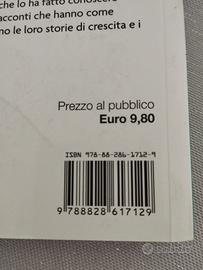 che lo ha fatto conoscere
acconti che hanno come
no le loro storie di crescita e i
Prezzo al pubblico
Euro 9,80
ISBN 978-88-286-1712-9
9 788828 617129